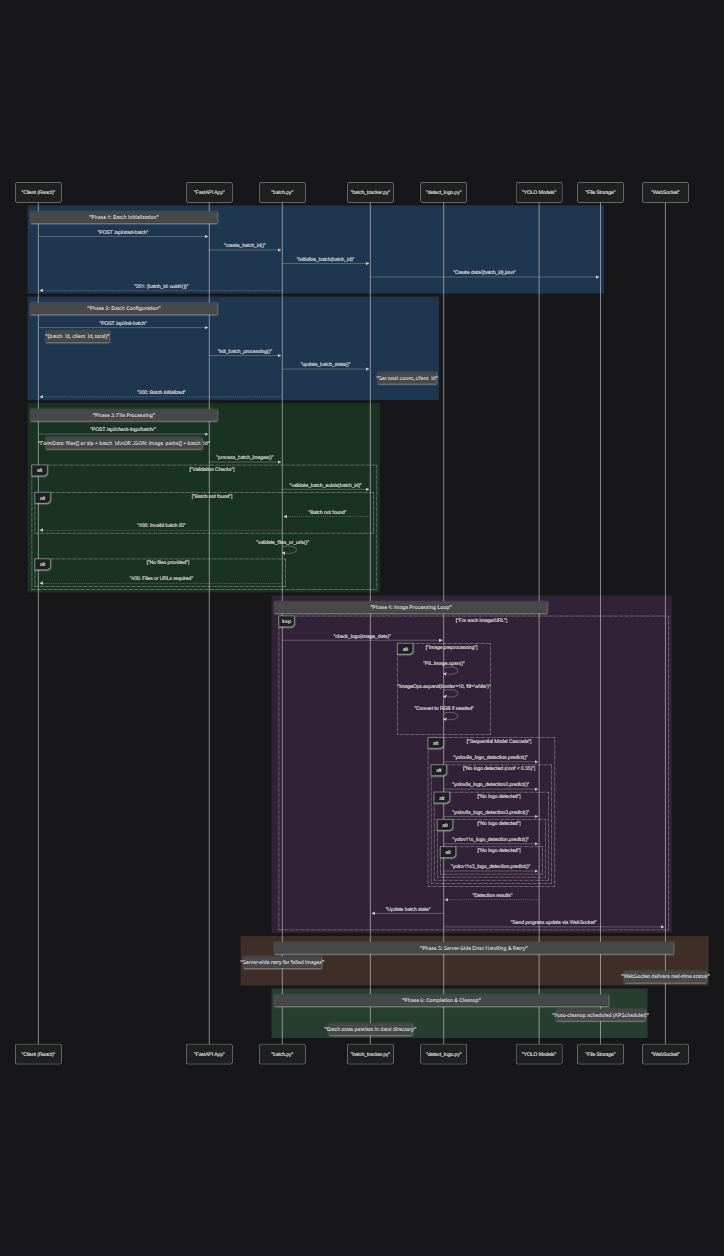 "Client (React)" "FastAPI App" "batch.py" "batch_tracker.py" "detect_logo.py" "YOLO Models" "File Storage" "WebSocket"
"Phase 1: Batch Initialization"
"POST /api/start-batch"
"create_batch_id()"
"initialize_batch(batch_id)"
"Create data/{batch_id}.json"
"201: {batch_id: uuid4()}"
"Phase 2: Batch Configuration"
"POST /api/init-batch"
"{batch_id, client_id, total}"
"init_batch_processing()"
"update_batch_state()"
"Set total count, client_id"
"200: Batch initialized"
"Phase 3: File Processing"
"POST /api/check-logo/batch/"
"FormData: files[] or zip + batch_id\nOR JSON: image_paths[] + batch_id"
"process_batch_images()"
alt ["Validation Checks"]
"validate_batch_exists(batch_id)"
alt ["Batch not found"]
"Batch not found"
"400: Invalid batch ID"
"validate_files_or_urls()"
alt ["No files provided"]
"400: Files or URLs required"
"Phase 4: Image Processing Loop"
loop ["For each image/URL"]
"check_logo(image_data)"
alt ["Image preprocessing"]
"PIL.Image.open()"
"ImageOps.expand(border=10, fill='white')"
"Convert to RGB if needed"
alt ["Sequential Model Cascade"]
"yolov8s_logo_detection.predict()"
alt ["No logo detected (conf < 0.35)"]
"yolov8s_logo_detection2.predict()"
alt ["No logo detected"]
"yolov8s_logo_detection3.predict()"
alt ["No logo detected"]
"yolov11s_logo_detection.predict()"
alt ["No logo detected"]
"yolov11s3_logo_detection.predict()"
"Detection results"
"Update batch state"
"Send progress update via WebSocket"
"Phase 5: Server-Side Error Handling & Retry"
"Server-side retry for failed images"
"WebSocket delivers real-time status"
"Phase 6: Completion & Cleanup"
"Auto-cleanup scheduled (APScheduler)"
"Batch state persists in data/ directory"
"Client (React)" "FastAPI App" "batch.py" "batch_tracker.py" "detect_logo.py" "YOLO Models" "File Storage" "WebSocket"